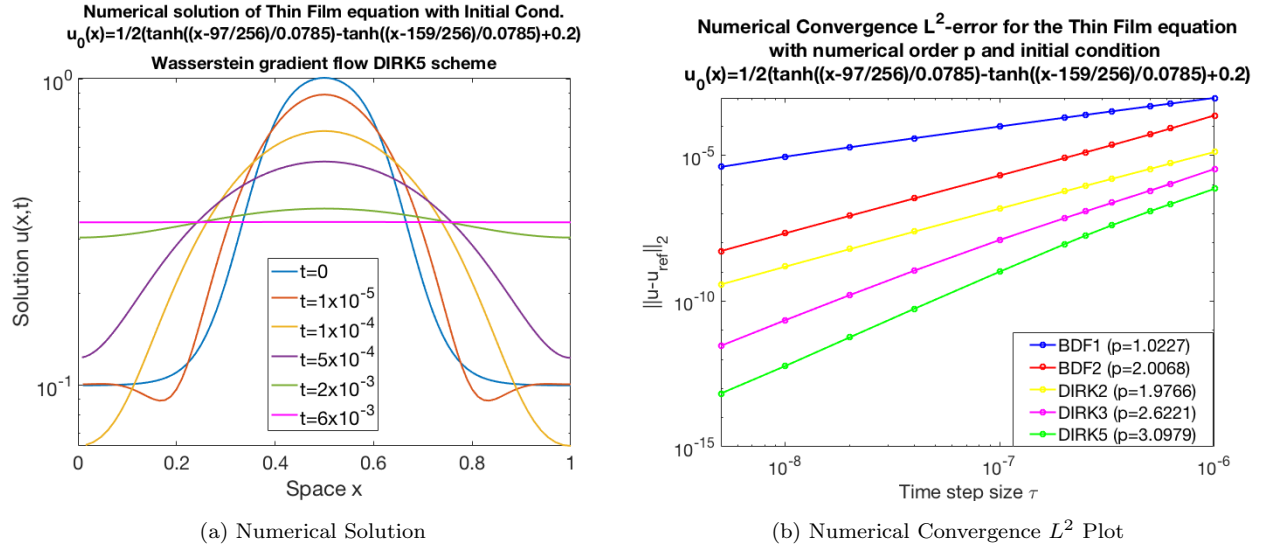 Numerical solution of Thin Film equation with Initial Cond.
u₀(x)=1/2(tanh((x-97/256)/0.0785)-tanh((x-159/256)/0.0785)+0.2)
Wasserstein gradient flow DIRK5 scheme
Solution u(x,t)
10⁰
10⁻¹
t=0
t=1x10⁻⁵
t=1x10⁻⁴
t=5x10⁻⁴
t=2x10⁻³
t=6x10⁻³
0 0.2 0.4 0.6 0.8 1
Space x
(a) Numerical Solution
Numerical Convergence L²-error for the Thin Film equation
with numerical order p and initial condition
u₀(x)=1/2(tanh((x-97/256)/0.0785)-tanh((x-159/256)/0.0785)+0.2)
||u-u_ref||₂
10⁻⁵
10⁻¹⁰
10⁻¹⁵
BDF1 (p=1.0227)
BDF2 (p=2.0068)
DIRK2 (p=1.9766)
DIRK3 (p=2.6221)
DIRK5 (p=3.0979)
10⁻⁸ 10⁻⁷ 10⁻⁶
Time step size τ
(b) Numerical Convergence L² Plot